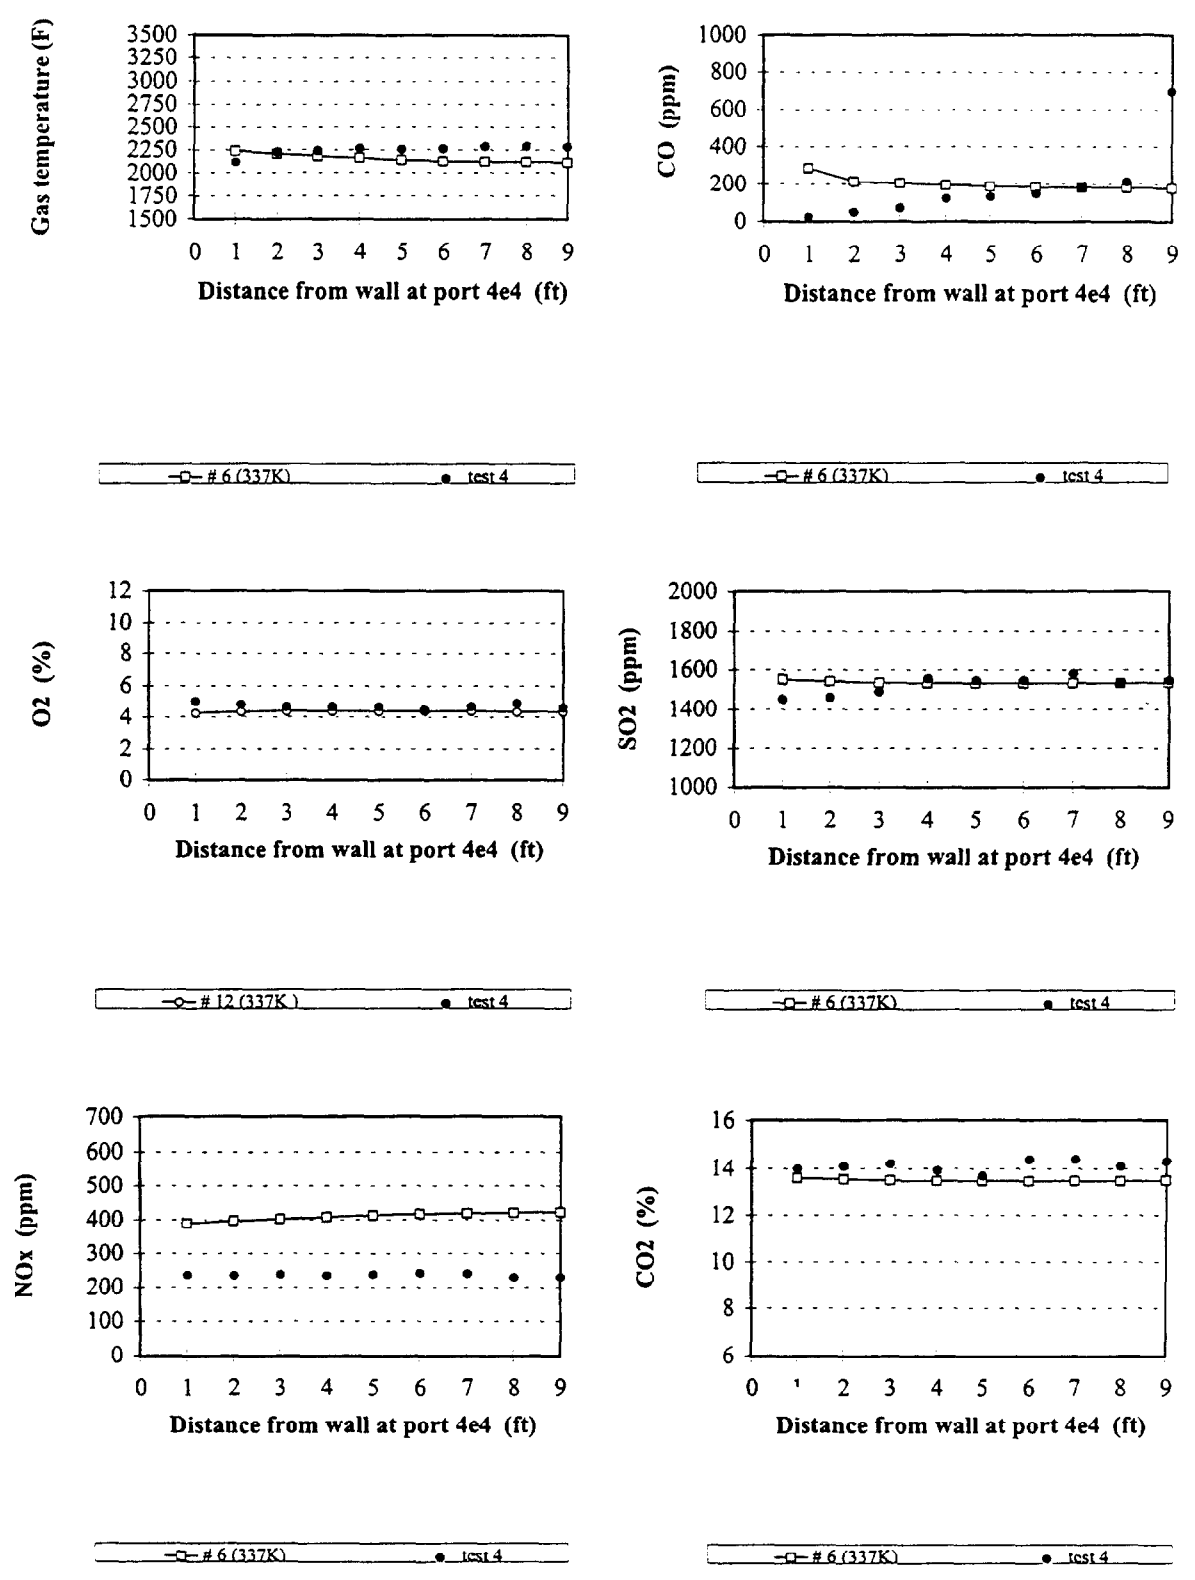 Gas temperature (F)
3500
3250
3000
2750
2500
2250
2000
1750
1500
0 1 2 3 4 5 6 7 8 9
Distance from wall at port 4e4 (ft)
# 6 (337K) test 4
CO (ppm)
1000
800
600
400
200
0
0 1 2 3 4 5 6 7 8 9
Distance from wall at port 4e4 (ft)
# 6 (337K) test 4
O2 (%)
12
10
8
6
4
2
0
0 1 2 3 4 5 6 7 8 9
Distance from wall at port 4e4 (ft)
# 12 (337K ) test 4
SO2 (ppm)
2000
1800
1600
1400
1200
1000
0 1 2 3 4 5 6 7 8 9
Distance from wall at port 4e4 (ft)
# 6 (337K) test 4
NOx (ppm)
700
600
500
400
300
200
100
0
0 1 2 3 4 5 6 7 8 9
Distance from wall at port 4e4 (ft)
# 6 (337K) test 4
CO2 (%)
16
14
12
10
8
6
0 1 2 3 4 5 6 7 8 9
Distance from wall at port 4e4 (ft)
# 6 (337K) test 4